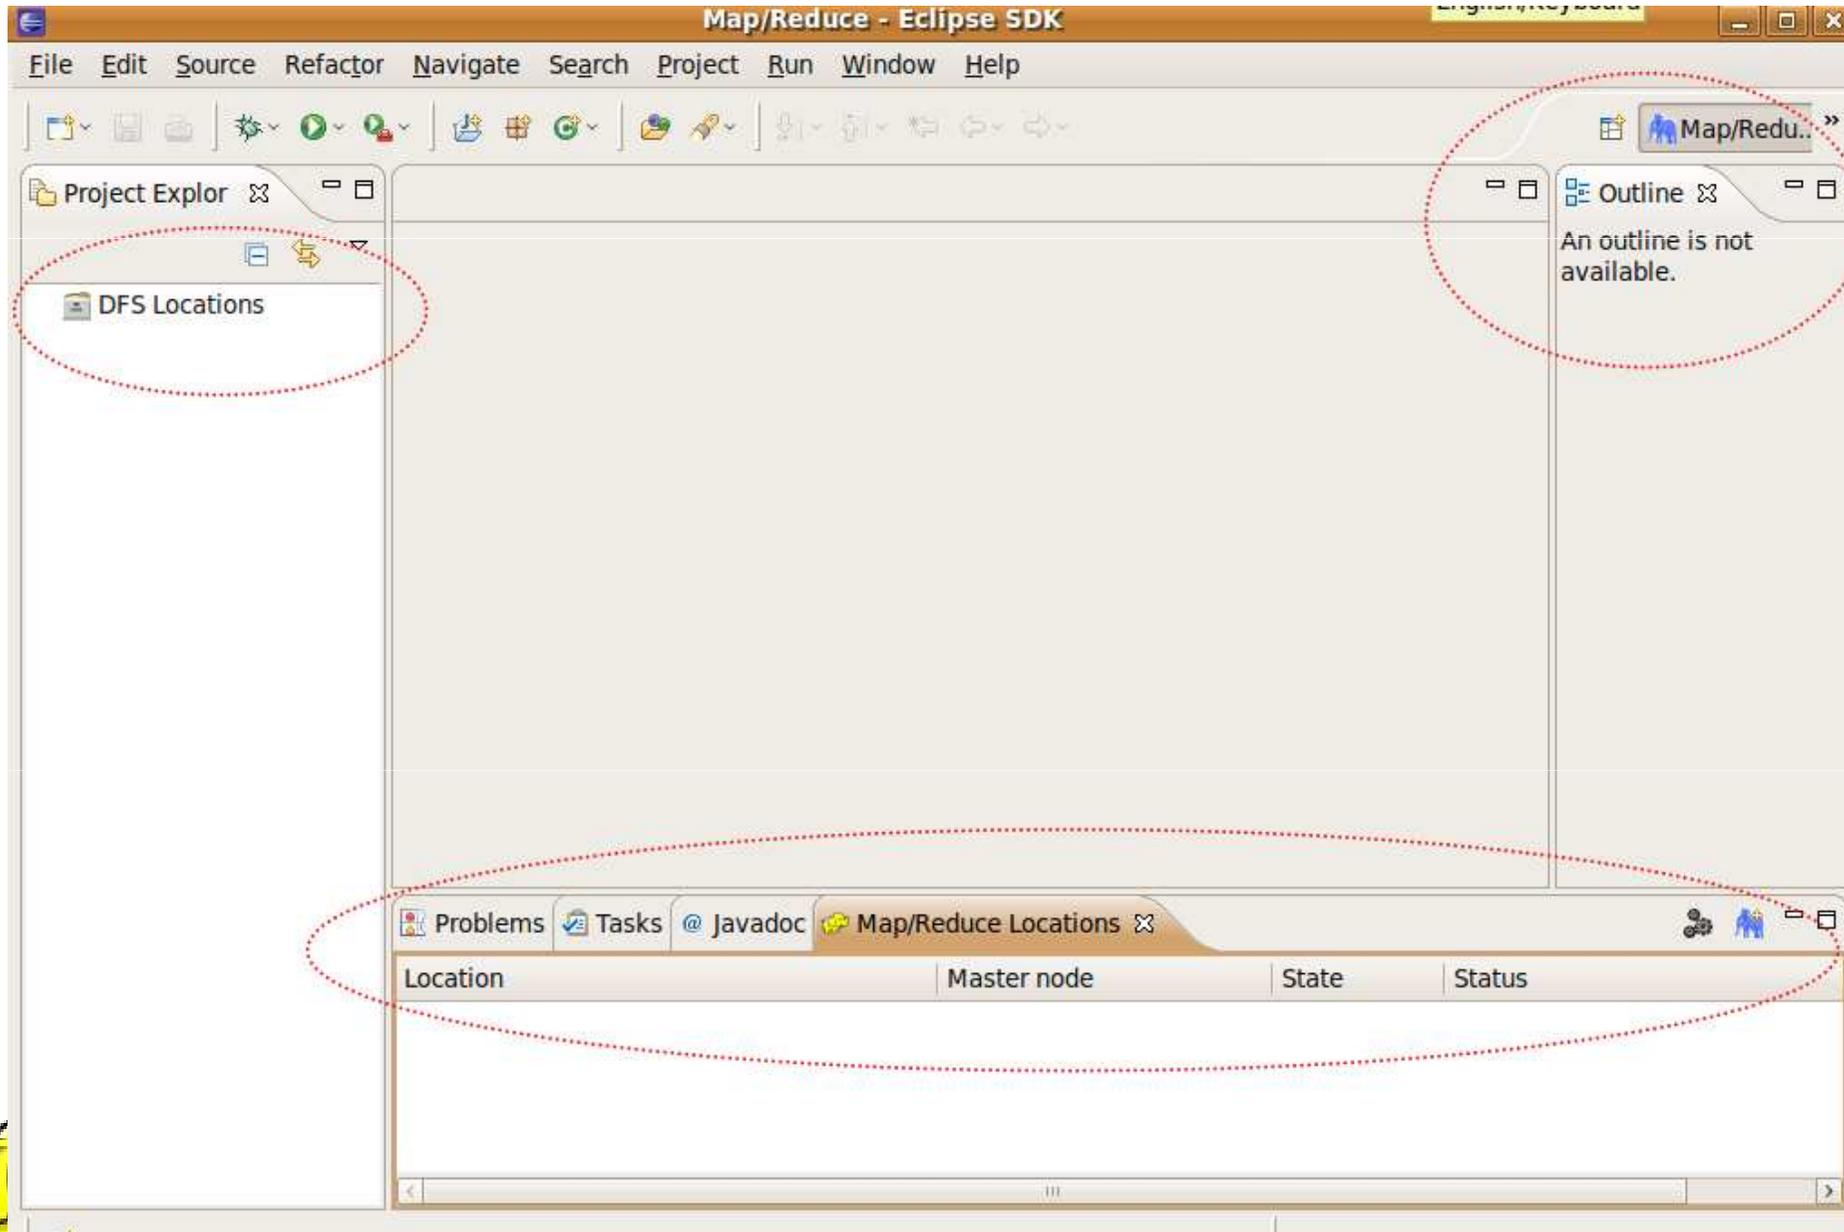 Map/Reduce - Eclipse SDK
File Edit Source Refactor Navigate Search Project Run Window Help
Map/Redu..
Project Explor
Outline
An outline is not
available.
DFS Locations
Problems Tasks @ Javadoc Map/Reduce Locations
Location Master node State Status